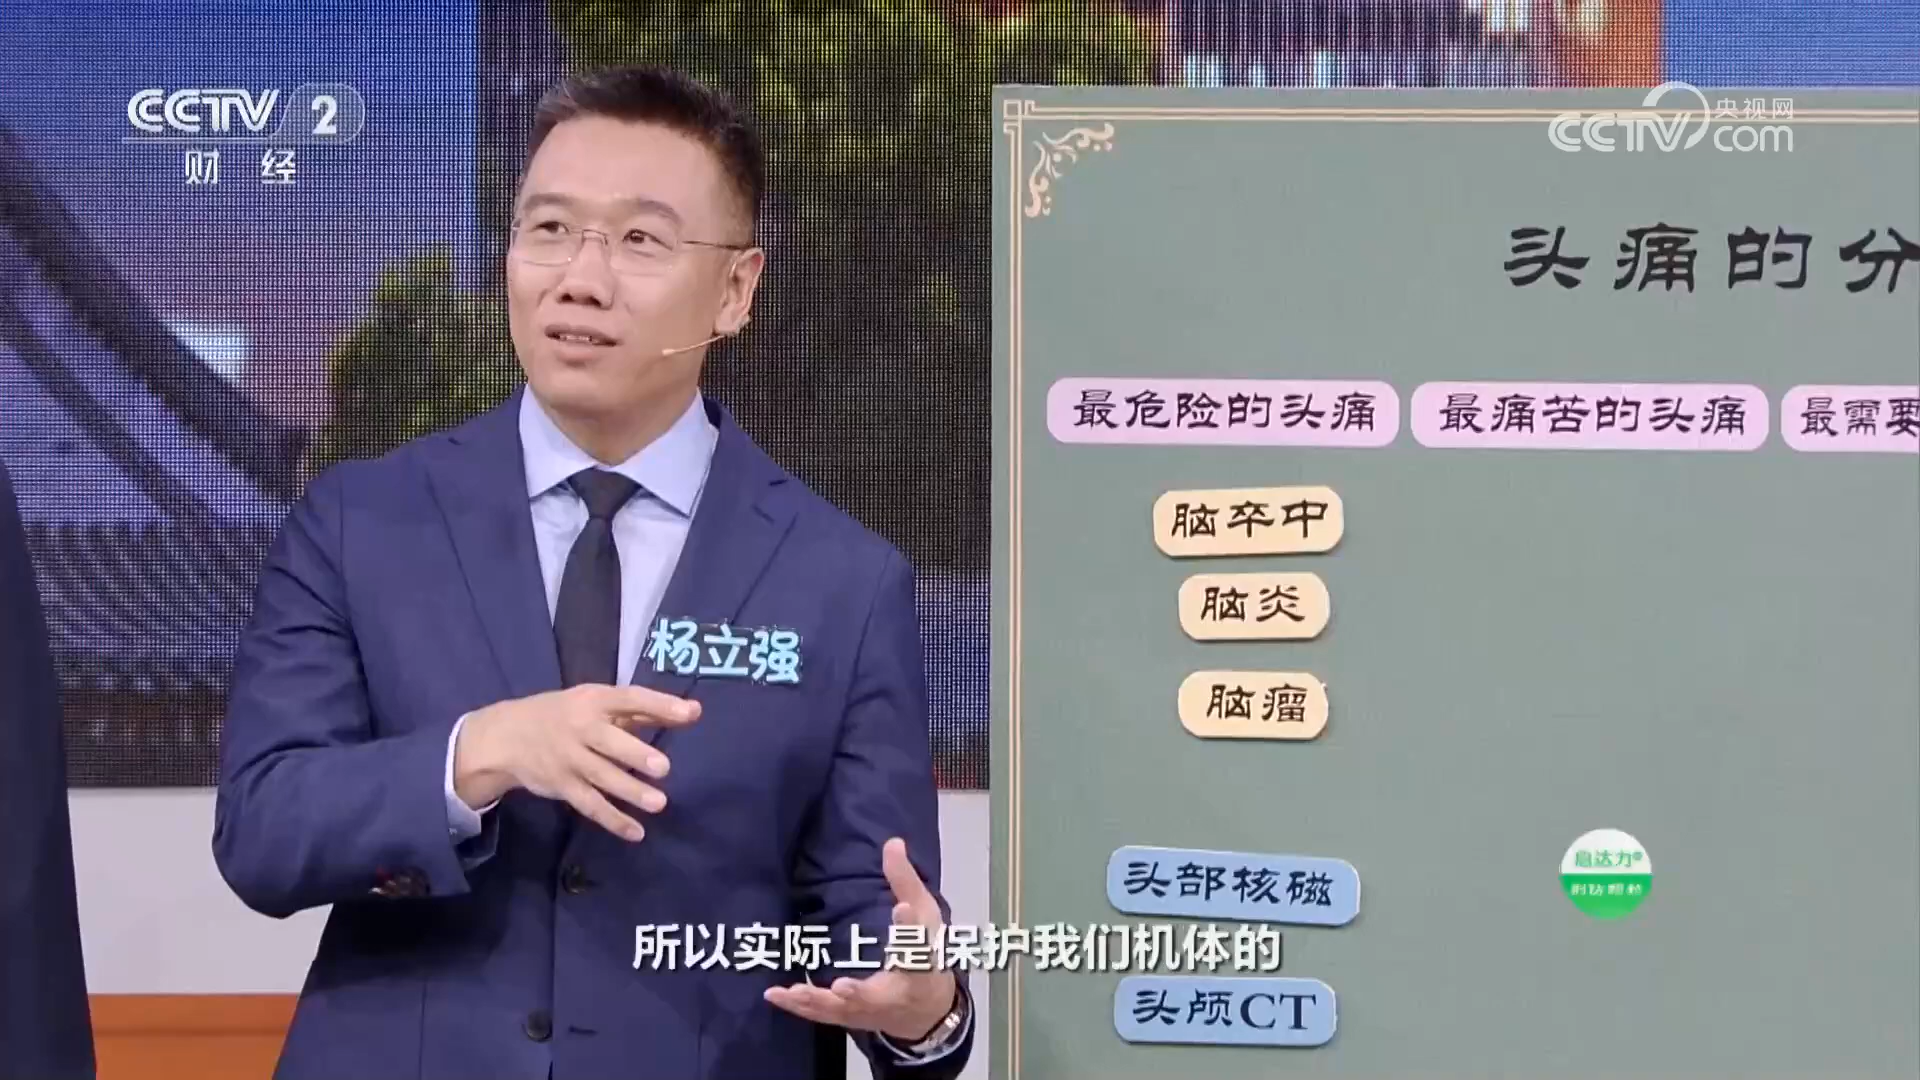 CCTV 2
财经
央视网
CCTV.com
头痛的分
最危险的头痛 最痛苦的头痛 最需要
脑卒中
脑炎
脑瘤
杨立强
头部核磁
启达力
所以实际上是保护我们机体的
头颅CT